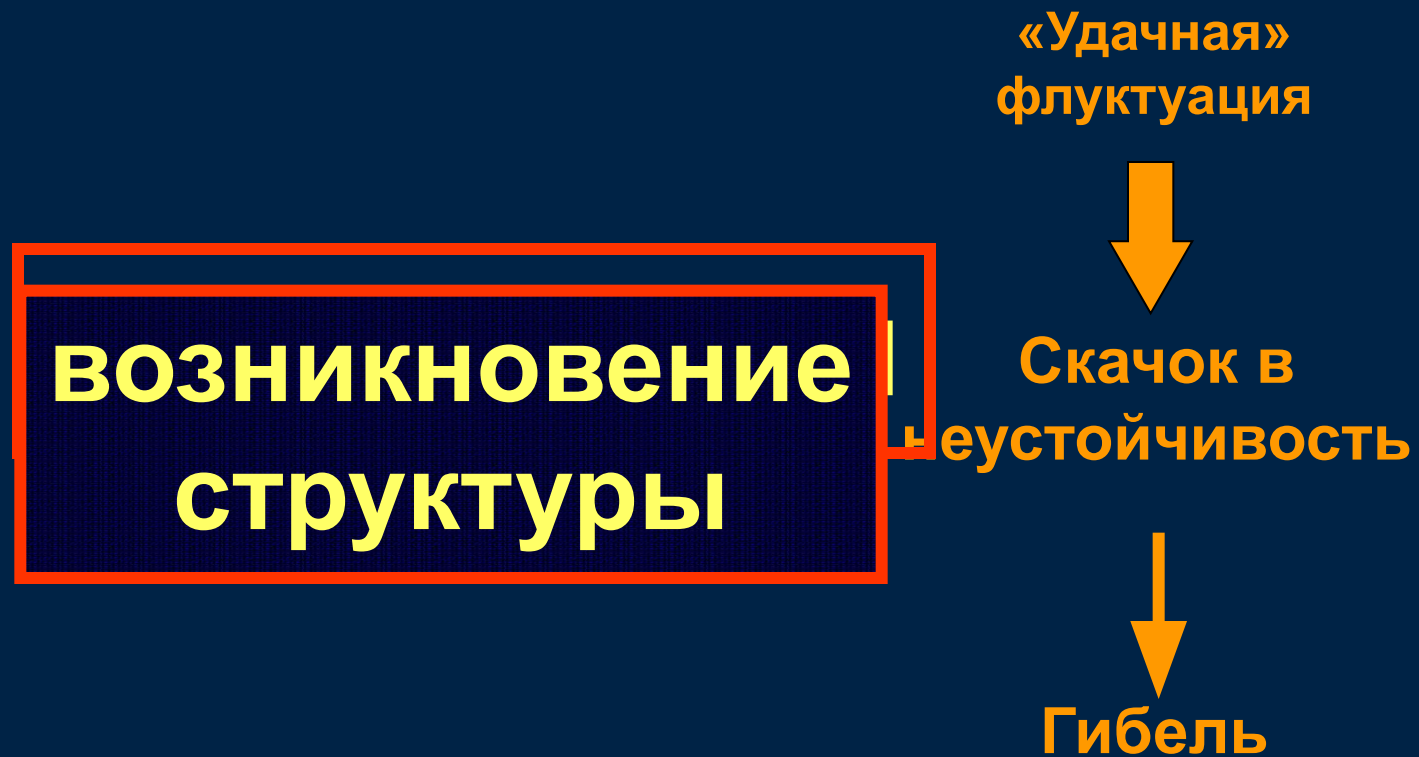 «Удачная»
флуктуация
возникновение
структуры
Скачок в
неустойчивость
Гибель